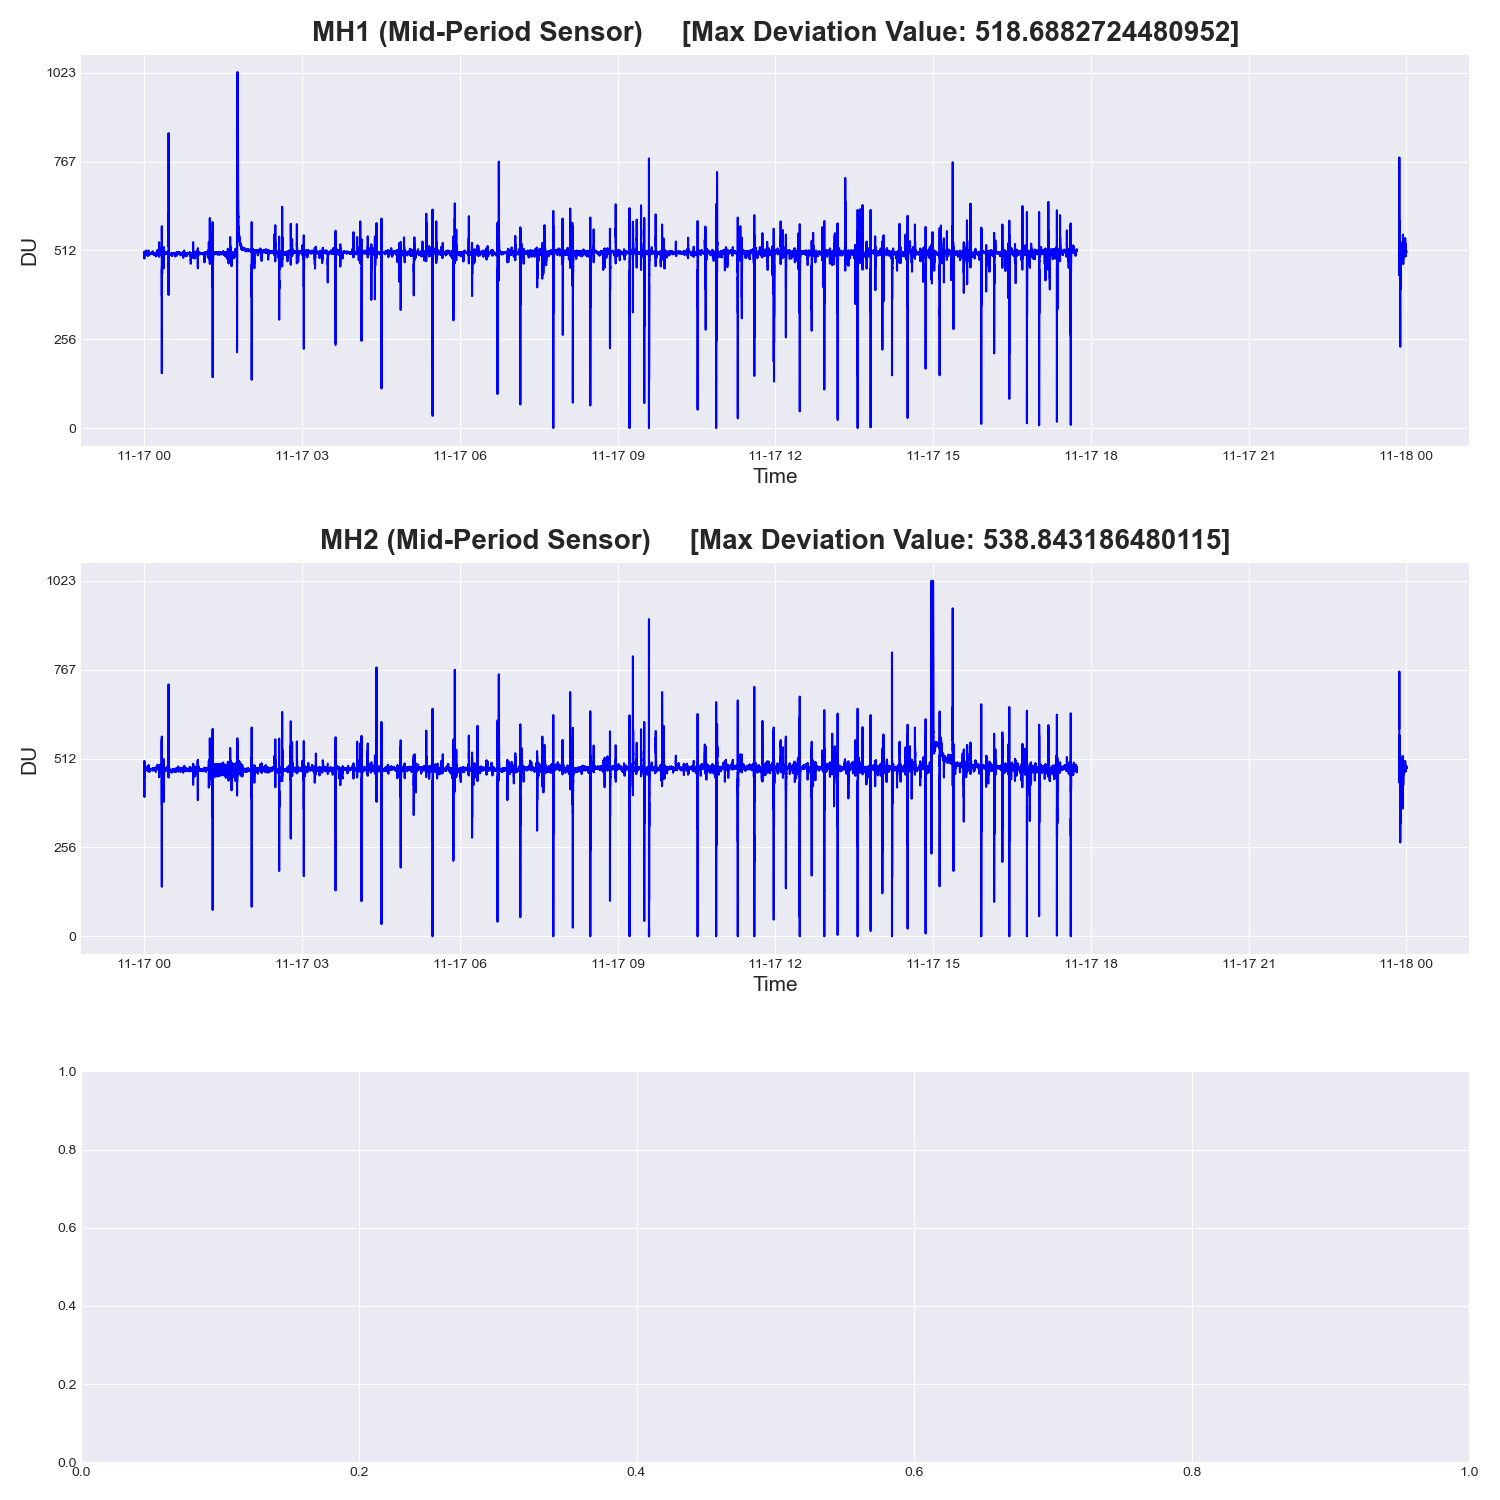 MH1 (Mid-Period Sensor) [Max Deviation Value: 518.6882724480952]
1023
767
512
256
0
DU
11-17 00 11-17 03 11-17 06 11-17 09 11-17 12 11-17 15 11-17 18 11-17 21 11-18 00
Time
MH2 (Mid-Period Sensor) [Max Deviation Value: 538.843186480115]
1023
767
512
256
0
DU
11-17 00 11-17 03 11-17 06 11-17 09 11-17 12 11-17 15 11-17 18 11-17 21 11-18 00
Time
1.0
0.8
0.6
0.4
0.2
0.0
0.0 0.2 0.4 0.6 0.8 1.0